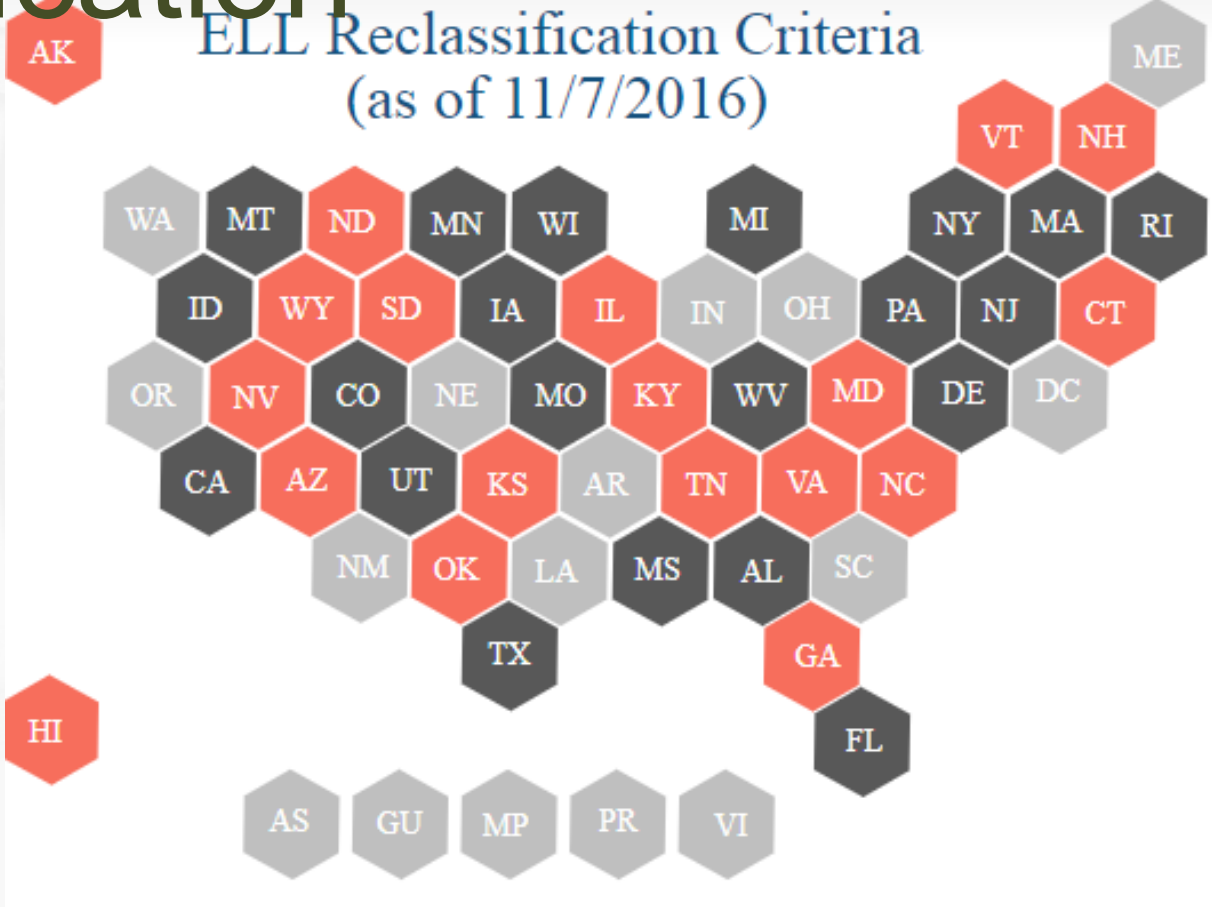 ELL Reclassification Criteria
(as of 11/7/2016)
AK
ME
VT NH
WA MT ND MN WI MI NY MA RI
ID WY SD IA IL IN OH PA NJ CT
OR NV CO NE MO KY WV MD DE DC
CA AZ UT KS AR TN VA NC
NM OK LA MS AL SC
TX GA
HI FL
AS GU MP PR VI